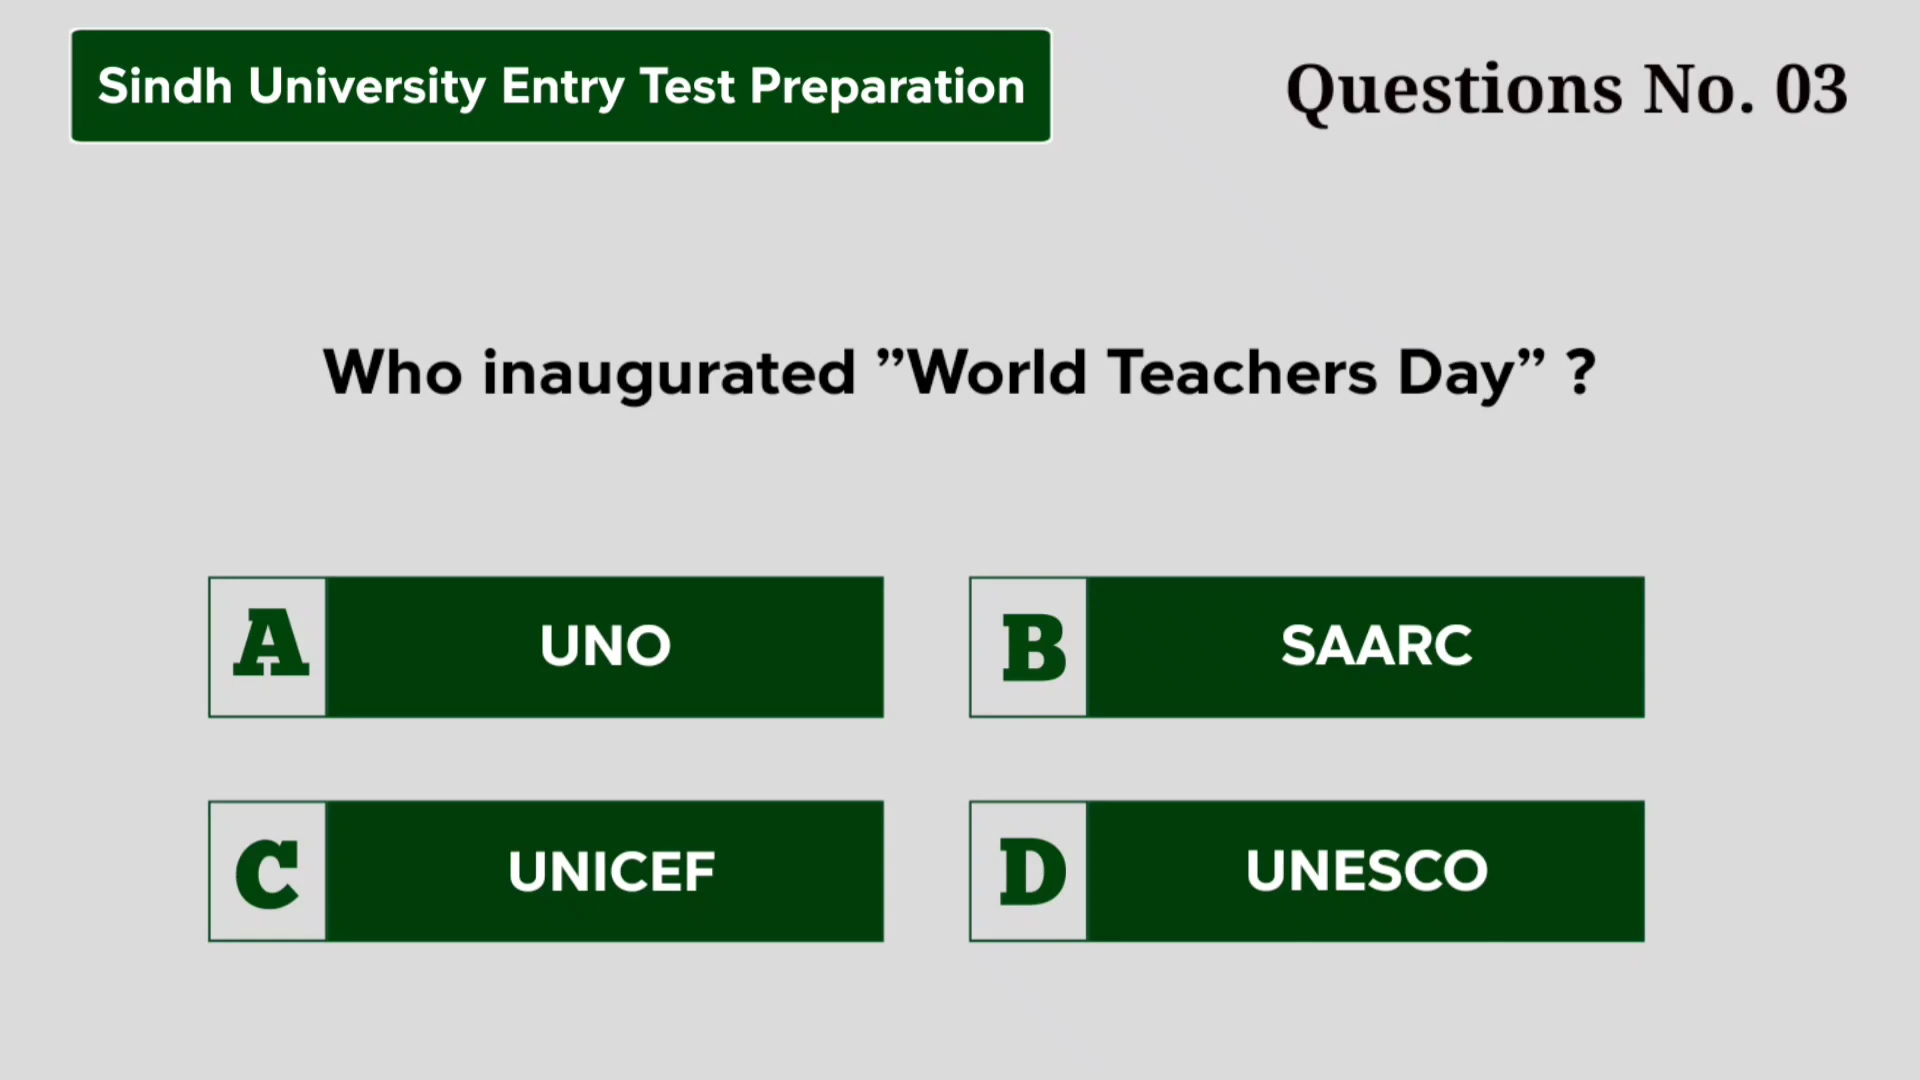 Sindh University Entry Test Preparation
Questions No. 03
Who inaugurated ”World Teachers Day” ?
A UNO
B SAARC
C UNICEF
D UNESCO